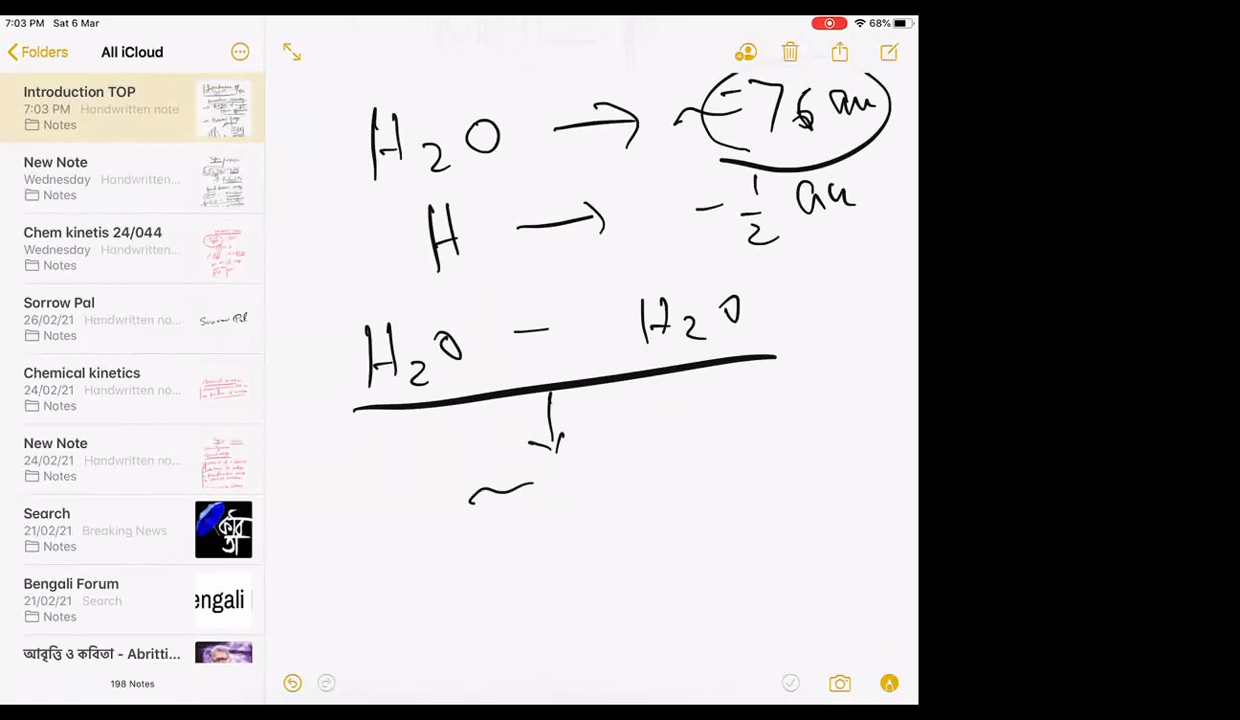 7:03 PM Sat 6 Mar
68%
Folders
All iCloud
Introduction TOP
7:03 PM Handwritten note
Notes
New Note
Wednesday Handwritten...
Notes
Chem kinetis 24/044
Wednesday Handwritten...
Notes
Sorrow Pal
26/02/21 Handwritten no...
Notes
Chemical kinetics
24/02/21 Handwritten no...
Notes
New Note
24/02/21 Handwritten no...
Notes
Search
21/02/21 Breaking News
Notes
Bengali Forum
21/02/21 Search
Notes
engali
আবৃত্তি ও কবিতা - Abritti...
198 Notes
H₂O → ~ -76 au
H → - 1/2 au
H₂O - H₂O
↓
~